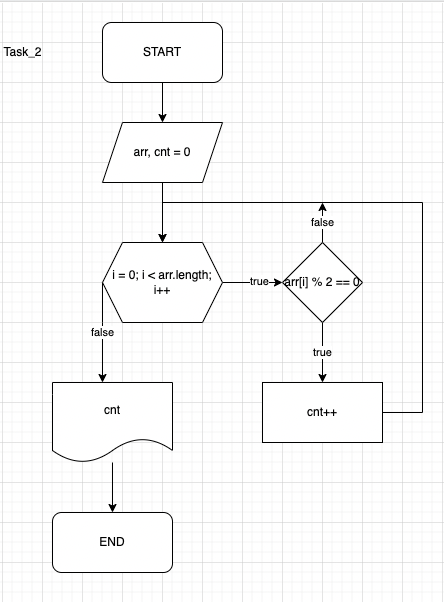 START
Task_2
arr, cnt = 0
false
i = 0; i < arr.length;
i++
true
arr[i] % 2 == 0
false
true
cnt
cnt++
END